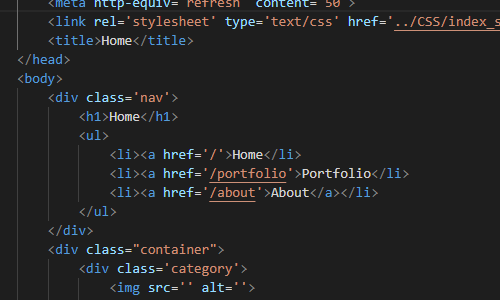 <meta http-equiv="refresh" content="50">
<link rel='stylesheet' type='text/css' href='../CSS/index_s
<title>Home</title>
</head>
<body>
<div class='nav'>
<h1>Home</h1>
<ul>
<li><a href='/'>Home</li>
<li><a href='/portfolio'>Portfolio</li>
<li><a href='/about'>About</a></li>
</ul>
</div>
<div class="container">
<div class='category'>
<img src='' alt=''>